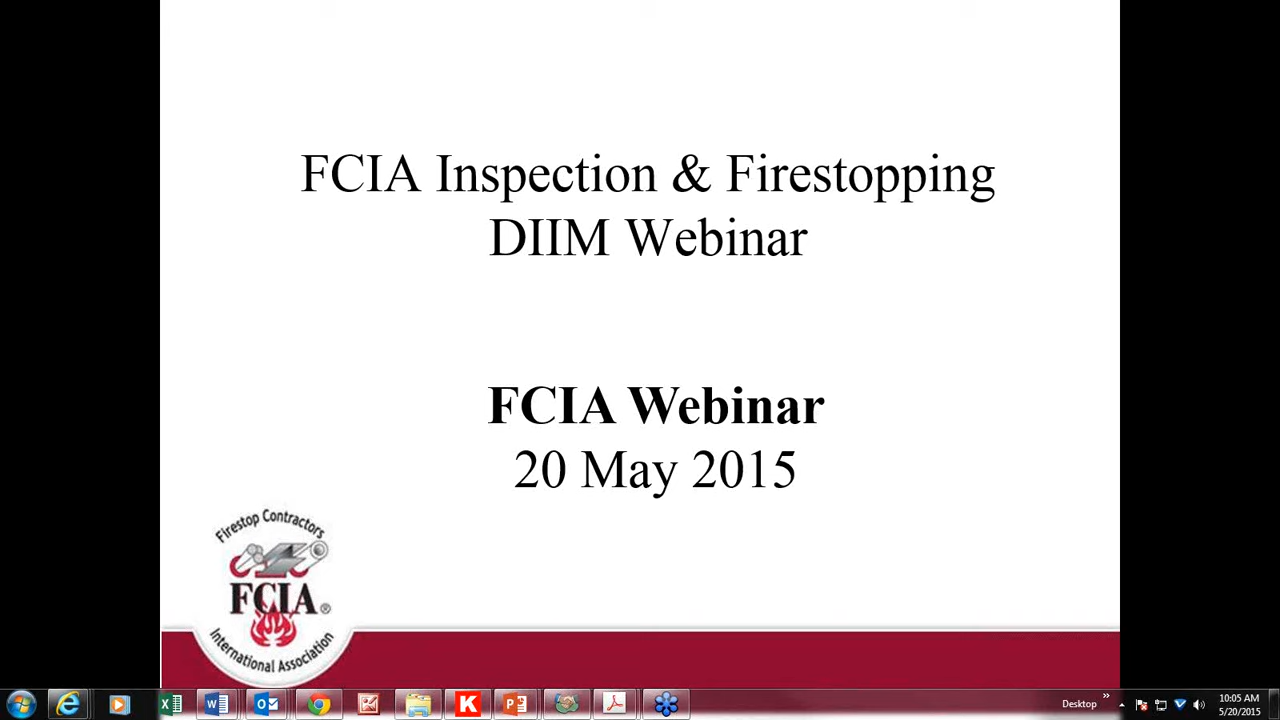 FCIA Inspection & Firestopping
DIIM Webinar
FCIA Webinar
20 May 2015
Firestop Contractors
FCIA®
International Association
Desktop
10:05 AM
5/20/2015